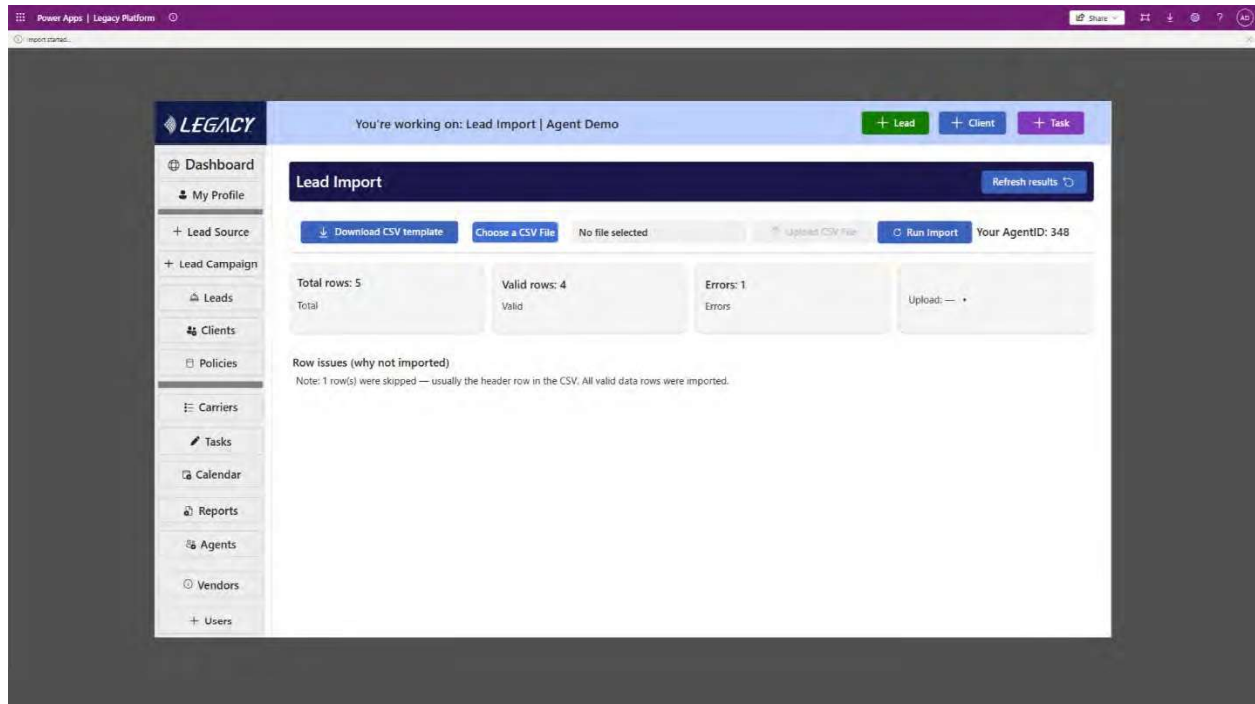 Power Apps | Legacy Platform
Share
AD
Import started...
LEGACY
You're working on: Lead Import | Agent Demo
+ Lead
+ Client
+ Task
Dashboard
My Profile
+ Lead Source
+ Lead Campaign
Leads
Clients
Policies
Carriers
Tasks
Calendar
Reports
Agents
Vendors
+ Users
Lead Import
Refresh results
Download CSV template
Choose a CSV File
No file selected
Upload CSV File
Run Import
Your AgentID: 348
Total rows: 5
Total
Valid rows: 4
Valid
Errors: 1
Errors
Upload: — •
Row issues (why not imported)
Note: 1 row(s) were skipped — usually the header row in the CSV. All valid data rows were imported.